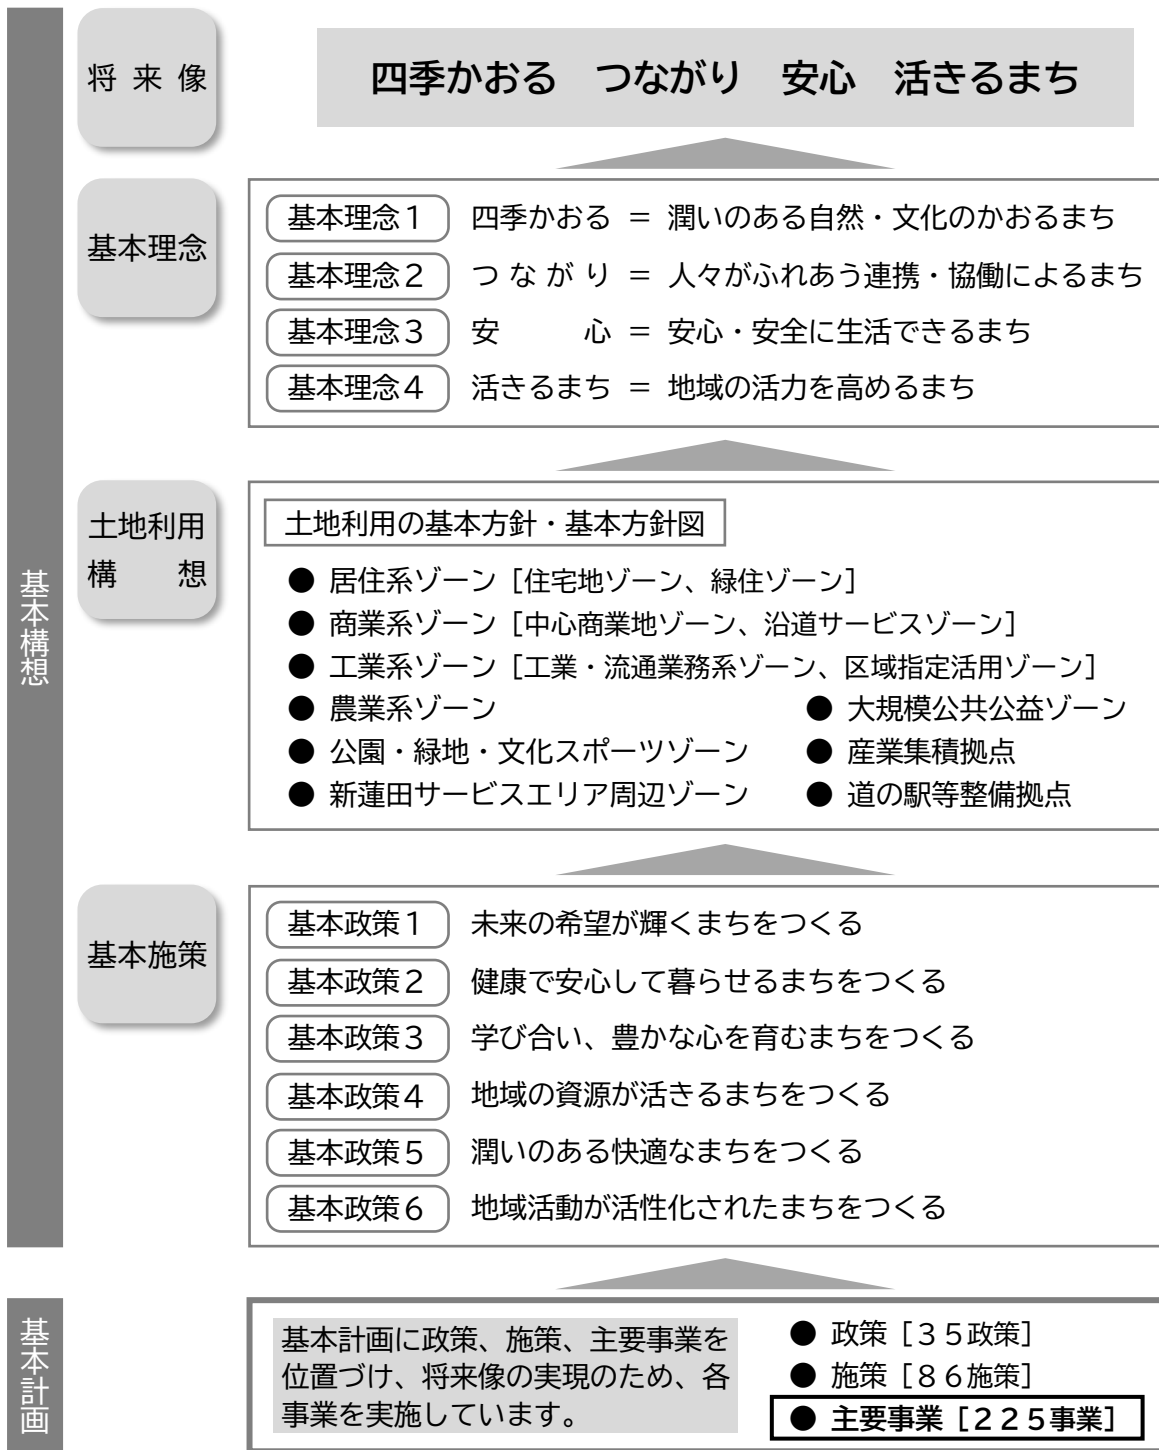 将来像
四季かおる　つながり　安心　活きるまち
基本理念
基本理念１　四季かおる ＝ 潤いのある自然・文化のかおるまち
基本理念２　つながり ＝ 人々がふれあう連携・協働によるまち
基本理念３　安心 ＝ 安心・安全に生活できるまち
基本理念４　活きるまち ＝ 地域の活力を高めるまち
基本構想
土地利用
構想
土地利用の基本方針・基本方針図
● 居住系ゾーン［住宅地ゾーン、緑住ゾーン］
● 商業系ゾーン［中心商業地ゾーン、沿道サービスゾーン］
● 工業系ゾーン［工業・流通業務系ゾーン、区域指定活用ゾーン］
● 農業系ゾーン　● 大規模公共公益ゾーン
● 公園・緑地・文化スポーツゾーン　● 産業集積拠点
● 新蓮田サービスエリア周辺ゾーン　● 道の駅等整備拠点
基本施策
基本政策１　未来の希望が輝くまちをつくる
基本政策２　健康で安心して暮らせるまちをつくる
基本政策３　学び合い、豊かな心を育むまちをつくる
基本政策４　地域の資源が活きるまちをつくる
基本政策５　潤いのある快適なまちをつくる
基本政策６　地域活動が活性化されたまちをつくる
基本計画
基本計画に政策、施策、主要事業を
位置づけ、将来像の実現のため、各
事業を実施しています。
● 政策［３５政策］
● 施策［８６施策］
● 主要事業［２２５事業］